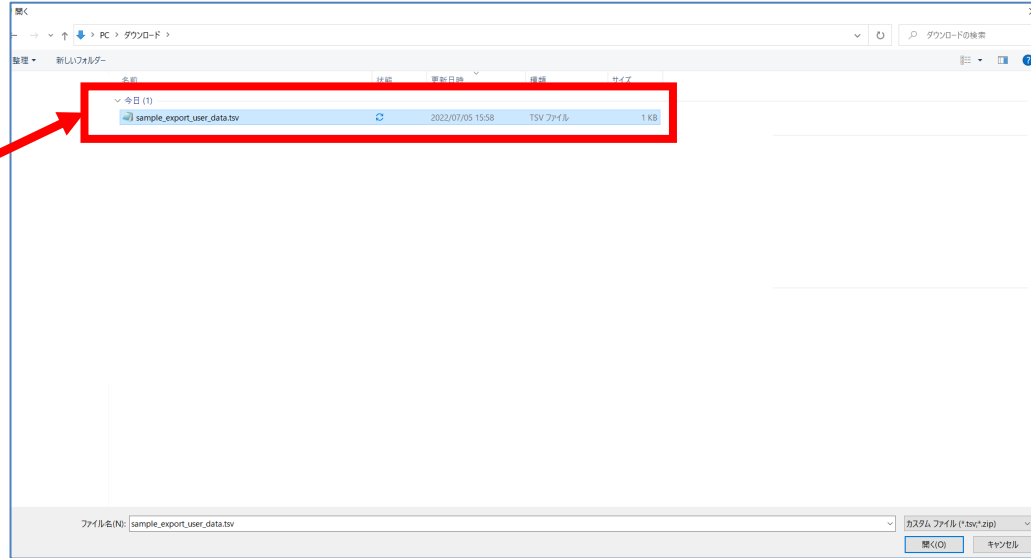 開く
PC > ダウンロード >
ダウンロードの検索
整理 新しいフォルダー
名前 状態 更新日時 種類 サイズ
今日 (1)
sample_export_user_data.tsv 2022/07/05 15:58 TSV ファイル 1 KB
ファイル名(N): sample_export_user_data.tsv カスタム ファイル (*.tsv;*.zip)
開く(O) キャンセル